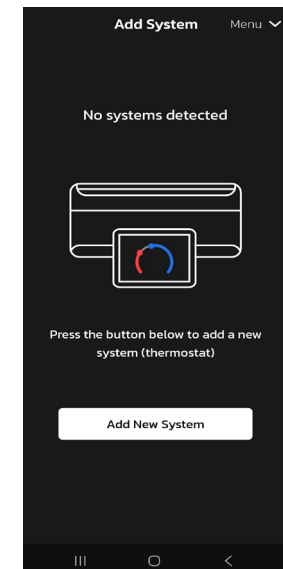 Add System
Menu
No systems detected
Press the button below to add a new
system (thermostat)
Add New System